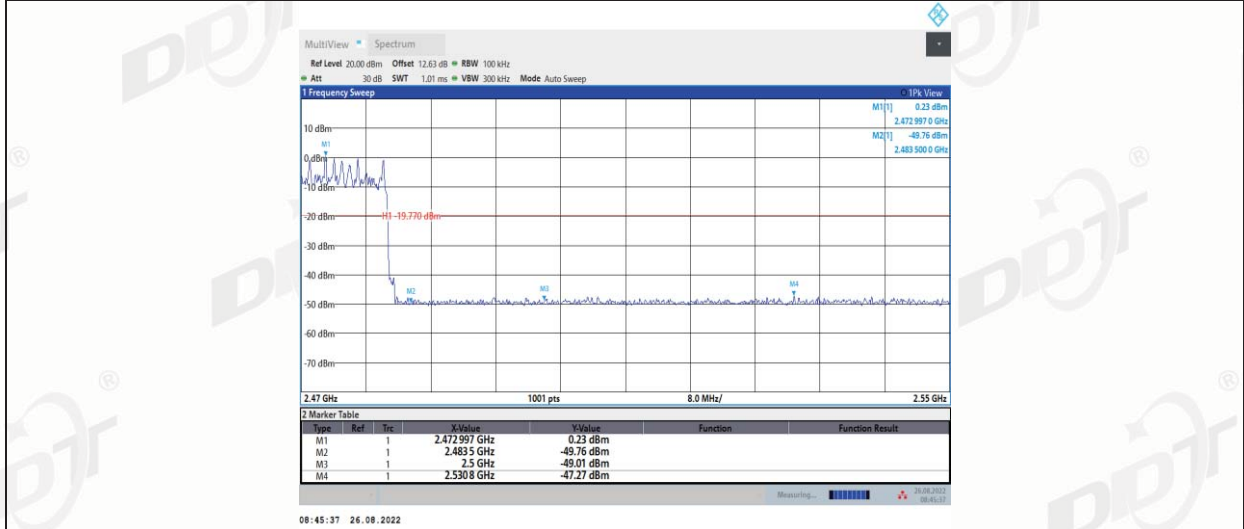 MultiView Spectrum
Ref Level 20.00 dBm Offset 12.63 dB RBW 100 kHz
Att 30 dB SWT 1.01 ms VBW 300 kHz Mode Auto Sweep
1 Frequency Sweep 1Pk View
M1[1] 0.23 dBm
2.472 997 0 GHz
10 dBm
M2[1] -49.76 dBm
2.483 500 0 GHz
M1
0 dBm
-10 dBm
-20 dBm H1 -19.770 dBm
-30 dBm
-40 dBm
M2 M3 M4
-50 dBm
-60 dBm
-70 dBm
2.47 GHz 1001 pts 8.0 MHz/ 2.55 GHz
2 Marker Table
Type Ref Trc X-Value Y-Value Function Function Result
M1 1 2.472 997 GHz 0.23 dBm
M2 1 2.483 5 GHz -49.76 dBm
M3 1 2.5 GHz -49.01 dBm
M4 1 2.530 8 GHz -47.27 dBm
Measuring... 26.08.2022
08:45:37
08:45:37 26.08.2022
DDT
®